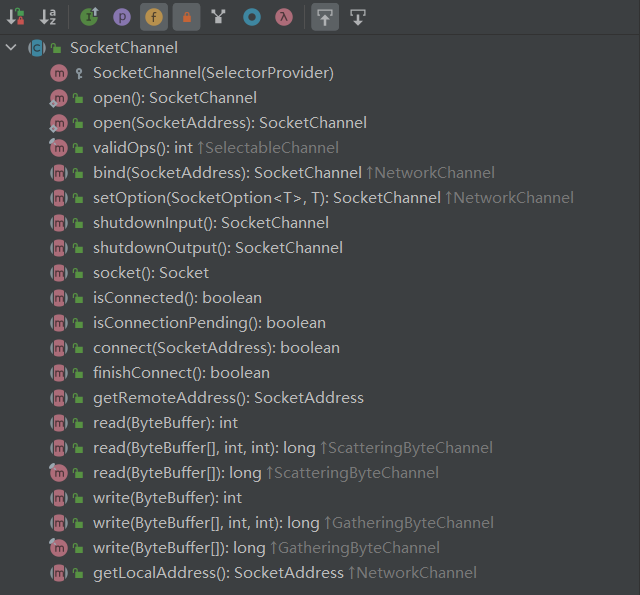 SocketChannel
SocketChannel(SelectorProvider)
open(): SocketChannel
open(SocketAddress): SocketChannel
validOps(): int ↑SelectableChannel
bind(SocketAddress): SocketChannel ↑NetworkChannel
setOption(SocketOption<T>, T): SocketChannel ↑NetworkChannel
shutdownInput(): SocketChannel
shutdownOutput(): SocketChannel
socket(): Socket
isConnected(): boolean
isConnectionPending(): boolean
connect(SocketAddress): boolean
finishConnect(): boolean
getRemoteAddress(): SocketAddress
read(ByteBuffer): int
read(ByteBuffer[], int, int): long ↑ScatteringByteChannel
read(ByteBuffer[]): long ↑ScatteringByteChannel
write(ByteBuffer): int
write(ByteBuffer[], int, int): long ↑GatheringByteChannel
write(ByteBuffer[]): long ↑GatheringByteChannel
getLocalAddress(): SocketAddress ↑NetworkChannel